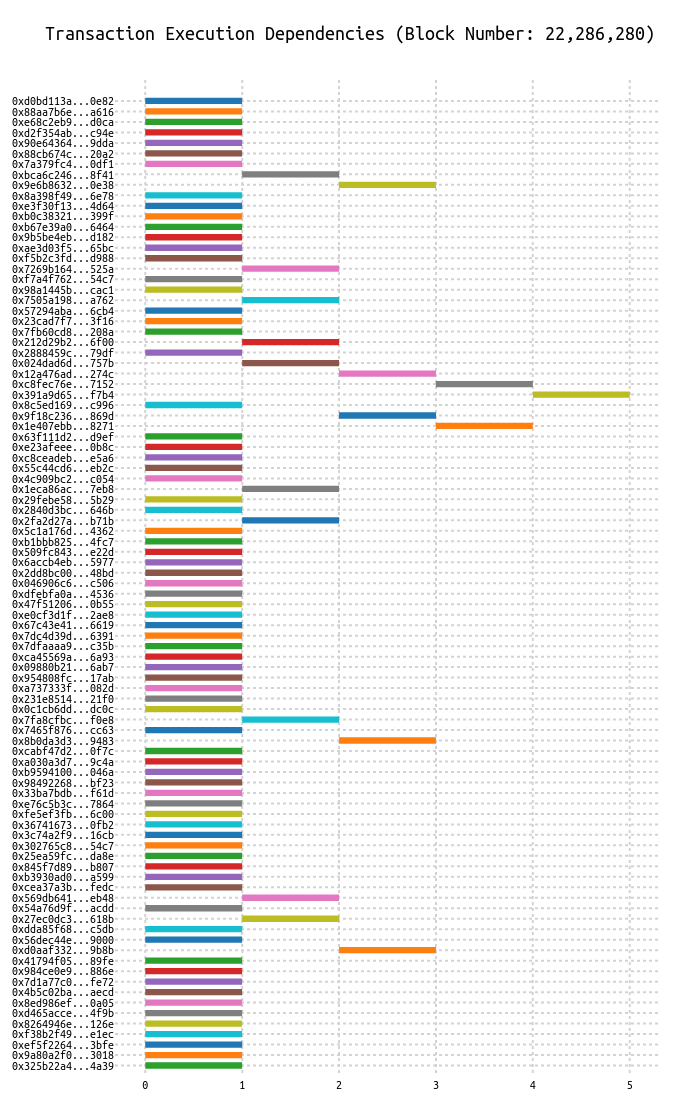 Transaction Execution Dependencies (Block Number: 22,286,280)
0xd0bd113a...0e82
0x88aa7b6e...a616
0xe68c2eb9...d0ca
0xd2f354ab...c94e
0x90e64364...9dda
0x88cb674c...20a2
0x7a379fc4...0df1
0xbca6c246...8f41
0x9e6b8632...0e38
0x8a398f49...6e78
0xe3f30f13...4d64
0xb0c38321...399f
0xb67e39a0...6464
0x9b5be4eb...d182
0xae3d03f5...65bc
0xf5b2c3fd...d988
0x7269b164...525a
0xf7a4f762...54c7
0x98a1445b...cac1
0x7505a198...a762
0x57294aba...6cb4
0x23cad7f7...3f16
0x7fb60cd8...208a
0x212d29b2...6f00
0x2888459c...79df
0x024dad6d...757b
0x12a476ad...274c
0xc8fec76e...7152
0x391a9d65...f7b4
0x8c5ed169...c996
0x9f18c236...869d
0x1e407ebb...8271
0x63f111d2...d9ef
0xe23afeee...0b8c
0xc8ceadeb...e5a6
0x55c44cd6...eb2c
0x4c909bc2...c054
0x1eca86ac...7eb8
0x29febe58...5b29
0x2840d3bc...646b
0x2fa2d27a...b71b
0x5c1a176d...4362
0xb1bbb825...4fc7
0x509fc843...e22d
0x6accb4eb...5977
0x2dd8bc00...48bd
0x046906c6...c506
0xdfebfa0a...4536
0x47f51206...0b55
0xe0cf3d1f...2ae8
0x67c43e41...6619
0x7dc4d39d...6391
0x7dfaaaa9...c35b
0xca45569a...6a93
0x09880b21...6ab7
0x954808fc...17ab
0xa737333f...082d
0x231e8514...21f0
0x0c1cb6dd...dc0c
0x7fa8cfbc...f0e8
0x7465f876...cc63
0x8b0da3d3...9483
0xcabf47d2...0f7c
0xa030a3d7...9c4a
0xb9594100...046a
0x98492268...bf23
0x33ba7bdb...f61d
0xe76c5b3c...7864
0xfe5ef3fb...6c00
0x36741673...0fb2
0x3c74a2f9...16cb
0x302765c8...54c7
0x25ea59fc...da8e
0x845f7d89...b807
0xb3930ad0...a599
0xcea37a3b...fedc
0x569db641...eb48
0x54a76d9f...acdd
0x27ec0dc3...618b
0xdda85f68...c5db
0x56dec44e...9000
0xd0aaf332...9b8b
0x41794f05...89fe
0x984ce0e9...886e
0x7d1a77c0...fe72
0x4b5c02ba...aecd
0x8ed986ef...0a05
0xd465acce...4f9b
0x8264946e...126e
0xf38b2f49...e1ec
0xef5f2264...3bfe
0x9a80a2f0...3018
0x325b22a4...4a39
0 1 2 3 4 5